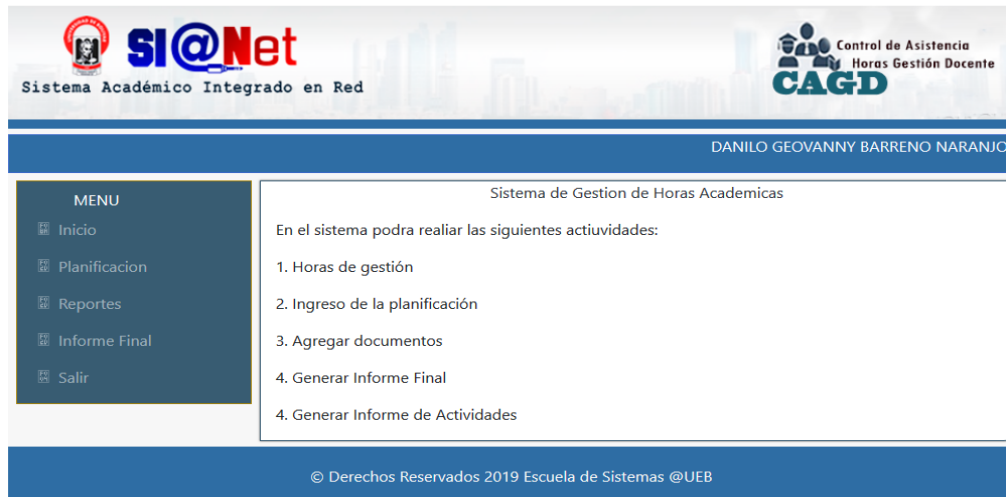 SI@Net
Sistema Académico Integrado en Red
Control de Asistencia
Horas Gestión Docente
CAGD
DANILO GEOVANNY BARRENO NARANJO
MENU
Inicio
Planificacion
Reportes
Informe Final
Salir
Sistema de Gestion de Horas Academicas
En el sistema podra realiar las siguientes actiuvidades:
1. Horas de gestión
2. Ingreso de la planificación
3. Agregar documentos
4. Generar Informe Final
4. Generar Informe de Actividades
© Derechos Reservados 2019 Escuela de Sistemas @UEB